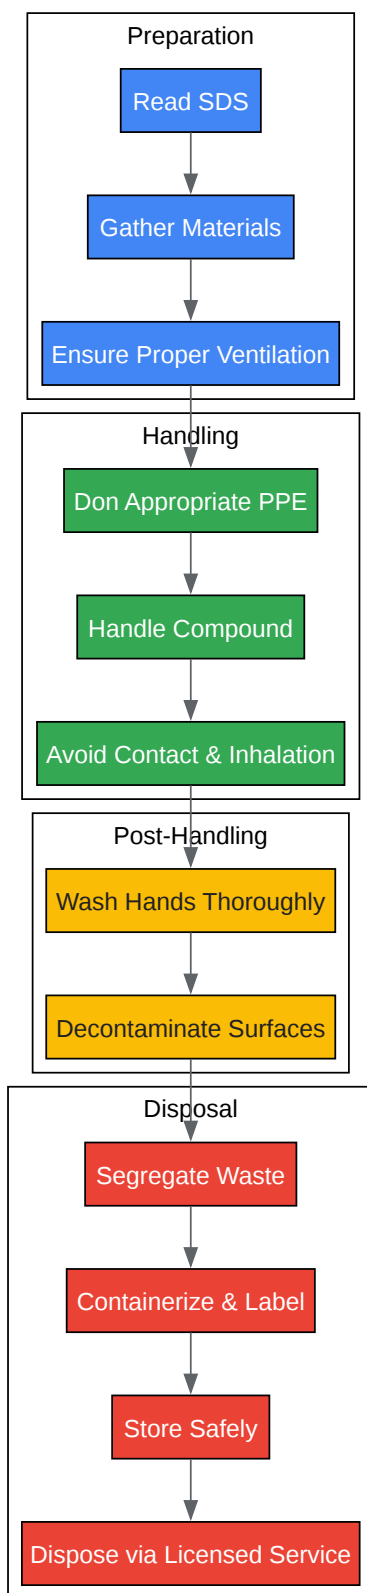 Preparation
Read SDS
Gather Materials
Ensure Proper Ventilation
Handling
Don Appropriate PPE
Handle Compound
Avoid Contact & Inhalation
Post-Handling
Wash Hands Thoroughly
Decontaminate Surfaces
Disposal
Segregate Waste
Containerize & Label
Store Safely
Dispose via Licensed Service